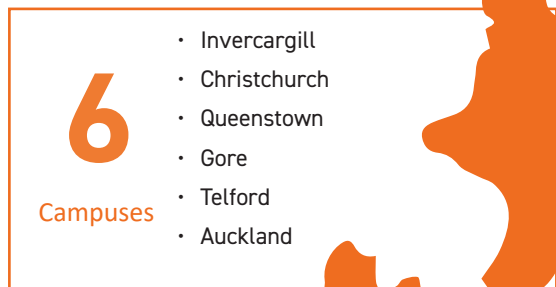 6
Campuses
· Invercargill
· Christchurch
· Queenstown
· Gore
· Telford
· Auckland